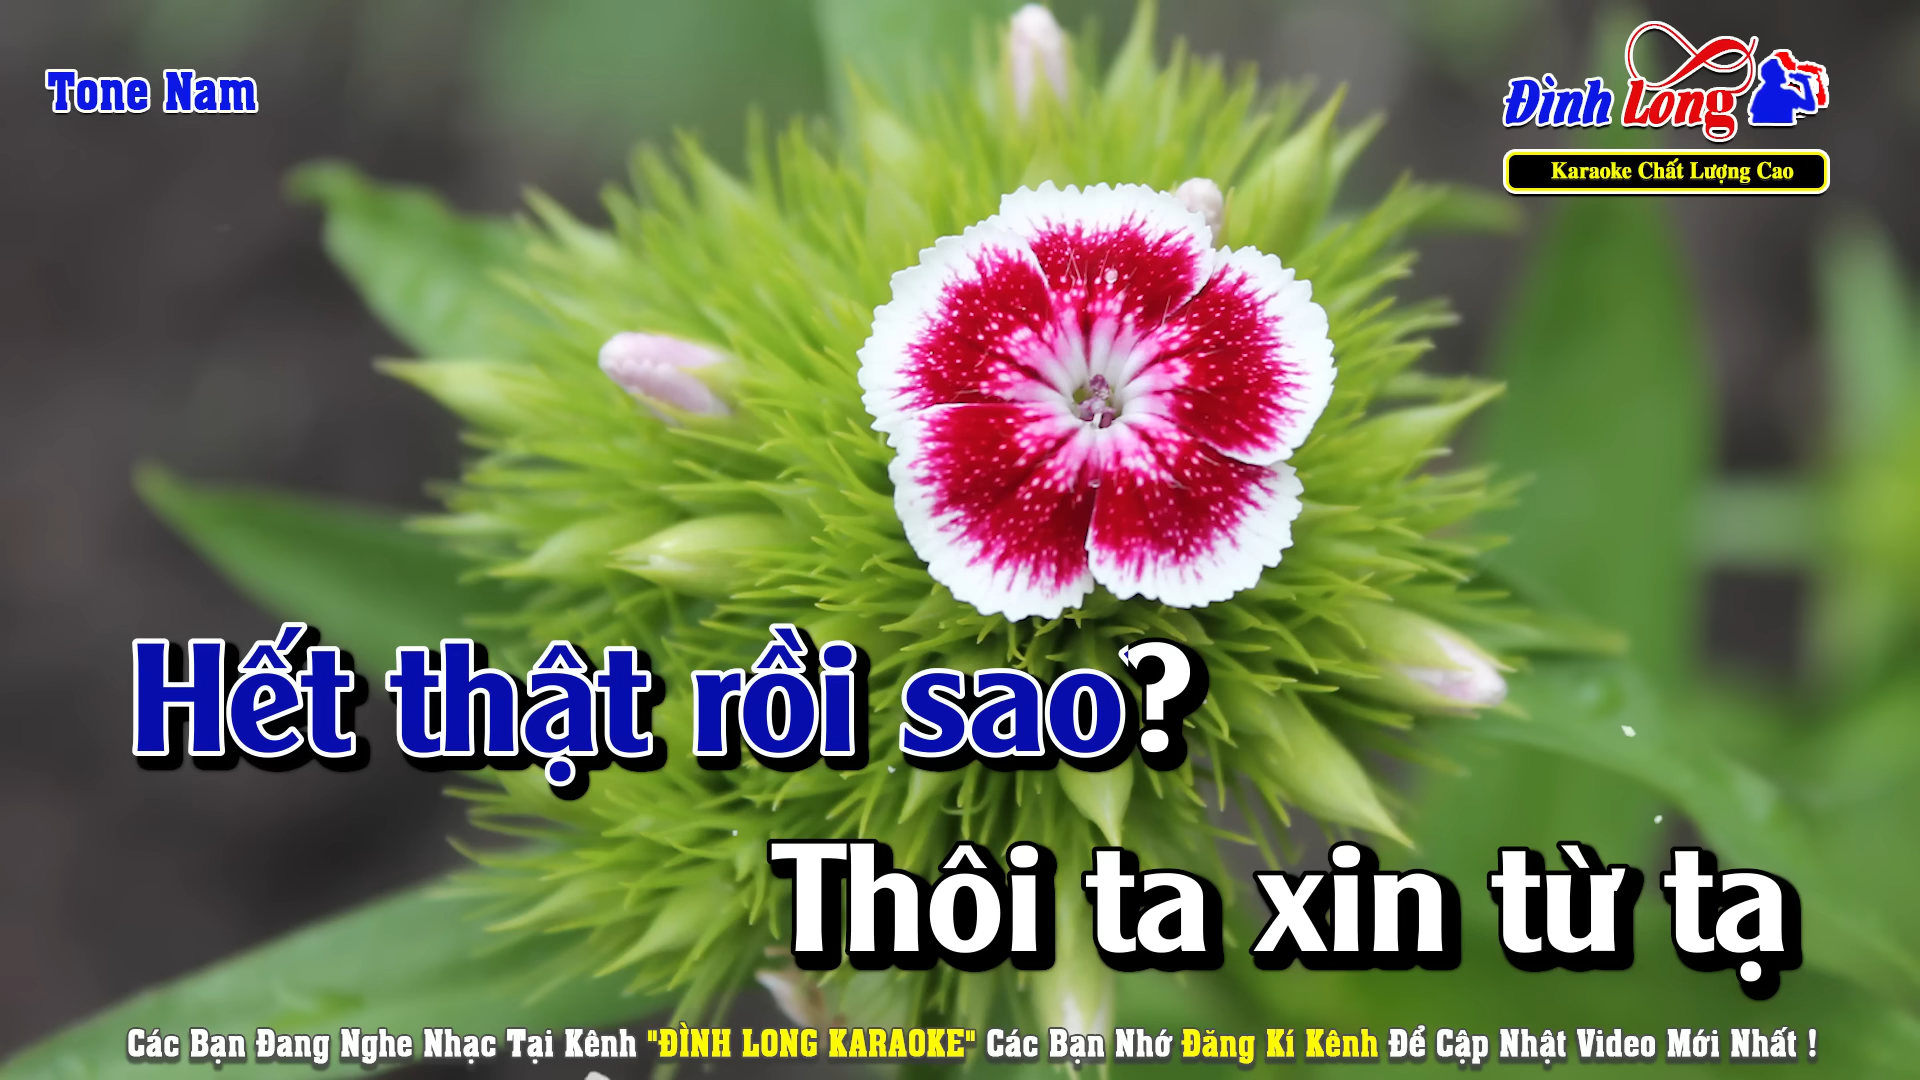 Tone Nam
Đình Long
Karaoke Chất Lượng Cao
Hết thật rồi sao?
Thôi ta xin từ tạ
Các Bạn Đang Nghe Nhạc Tại Kênh "ĐÌNH LONG KARAOKE" Các Bạn Nhớ Đăng Kí Kênh Để Cập Nhật Video Mới Nhất !